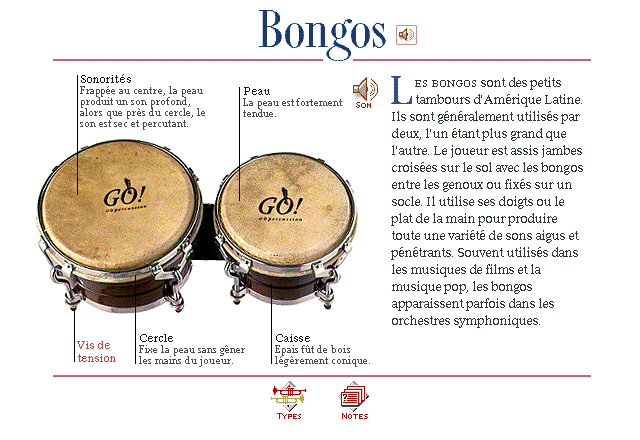 Bongos
Sonorités
Frappée au centre, la peau
produit un son profond,
alors que près du cercle, le
son est sec et percutant.
Peau
La peau est fortement
tendue.
SON
LES BONGOS sont des petits
tambours d'Amérique Latine.
Ils sont généralement utilisés par
deux, l'un étant plus grand que
l'autre. Le joueur est assis jambes
croisées sur le sol avec les bongos
entre les genoux ou fixés sur un
socle. Il utilise ses doigts ou le
plat de la main pour produire
toute une variété de sons aigus et
pénétrants. Souvent utilisés dans
les musiques de films et la
musique pop, les bongos
apparaissent parfois dans les
orchestres symphoniques.
GO!
GO percussion
GO!
GO percussion
Vis de
tension
Cercle
Fixe la peau sans gêner
les mains du joueur.
Caisse
Epais fût de bois
légèrement conique.
TYPES
NOTES